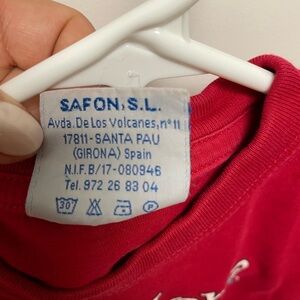 SAFON, S.L.
Avda. De Los Volcanes, nº 11
17811-SANTA PAU
(GIRONA) Spain
N.I.F. B/17-080946
Tel. 972 26 83 04
30 P